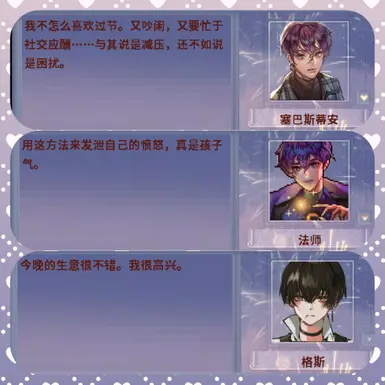 我不怎么喜欢过节。又吵闹，又要忙于
社交应酬……与其说是减压，还不如说
是困扰。
塞巴斯蒂安
用这方法来发泄自己的愤怒，真是孩子
气。
法师
今晚的生意很不错。我很高兴。
格斯